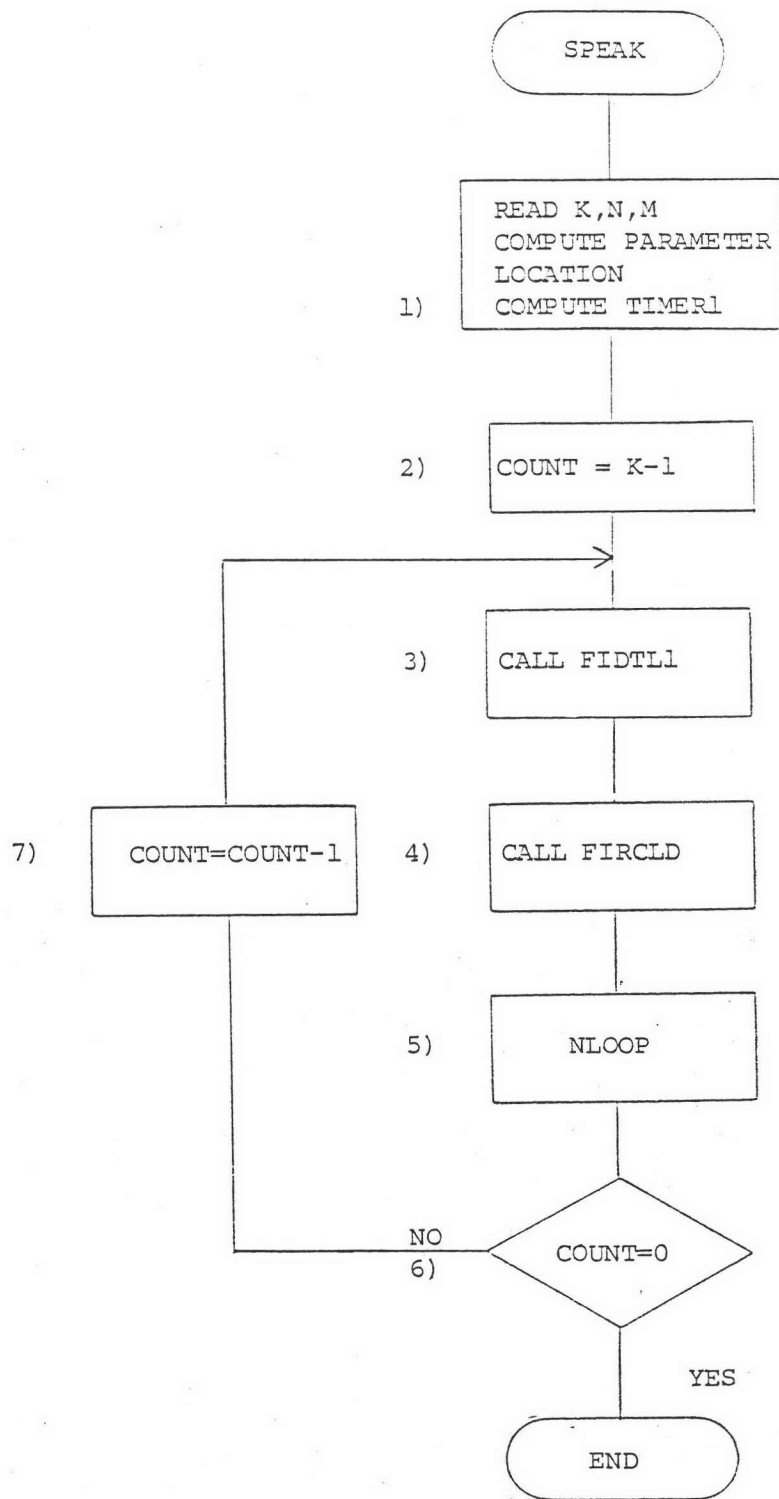 SPEAK
READ K,N,M
COMPUTE PARAMETER
LOCATION
1) COMPUTE TIMER1
2) COUNT = K-1
3) CALL FIDTL1
7) COUNT=COUNT-1
4) CALL FIRCLD
5) NLOOP
NO
6) COUNT=0
YES
END